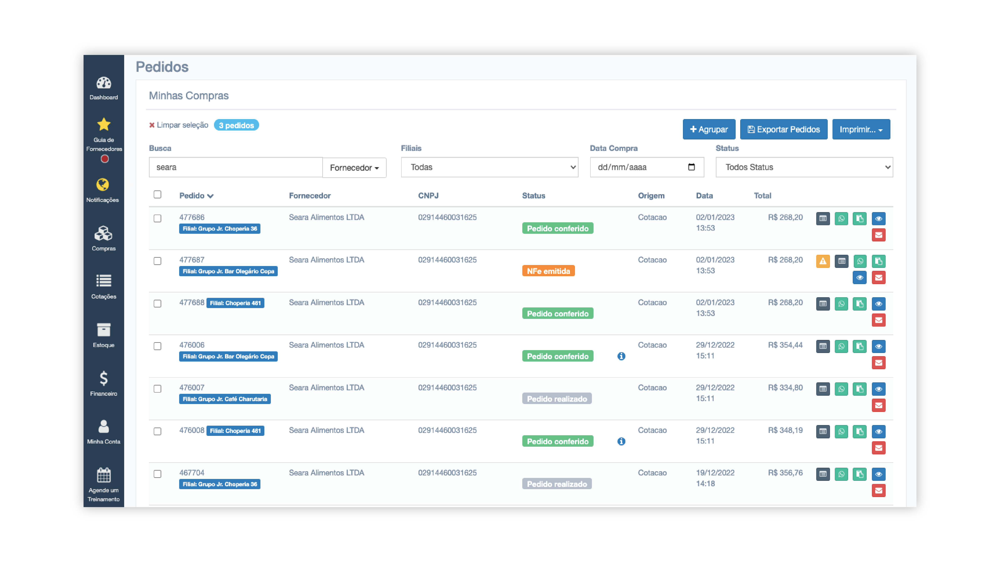 Pedidos
Dashboard
Guia de
Fornecedores
Notificações
Compras
Cotações
Estoque
Financeiro
Minha Conta
Agende um
Treinamento
Minhas Compras
Limpar seleção 3 pedidos
Agrupar Exportar Pedidos Imprimir...
Busca Filiais Data Compra Status
seara Fornecedor Todas dd/mm/aaaa Todos Status
Pedido Fornecedor CNPJ Status Origem Data Total
477686 Seara Alimentos LTDA 02914460031625 Cotacao 02/01/2023 R$ 268,20
Filial: Grupo Jr. Choperia 36 Pedido conferido 13:53
477687 Seara Alimentos LTDA 02914460031625 Cotacao 02/01/2023 R$ 268,20
Filial: Grupo Jr. Bar Olegário Copa NFe emitida 13:53
477688 Filial: Choperia 461 Seara Alimentos LTDA 02914460031625 Cotacao 02/01/2023 R$ 268,20
Pedido conferido 13:53
476006 Seara Alimentos LTDA 02914460031625 Cotacao 29/12/2022 R$ 354,44
Filial: Grupo Jr. Bar Olegário Copa Pedido conferido 15:11
476007 Seara Alimentos LTDA 02914460031625 Cotacao 29/12/2022 R$ 334,80
Filial: Grupo Jr. Café Charutaria Pedido realizado 15:11
476008 Filial: Choperia 461 Seara Alimentos LTDA 02914460031625 Cotacao 29/12/2022 R$ 348,19
Pedido conferido 15:11
467704 Seara Alimentos LTDA 02914460031625 Cotacao 19/12/2022 R$ 356,76
Filial: Grupo Jr. Choperia 36 Pedido realizado 14:18